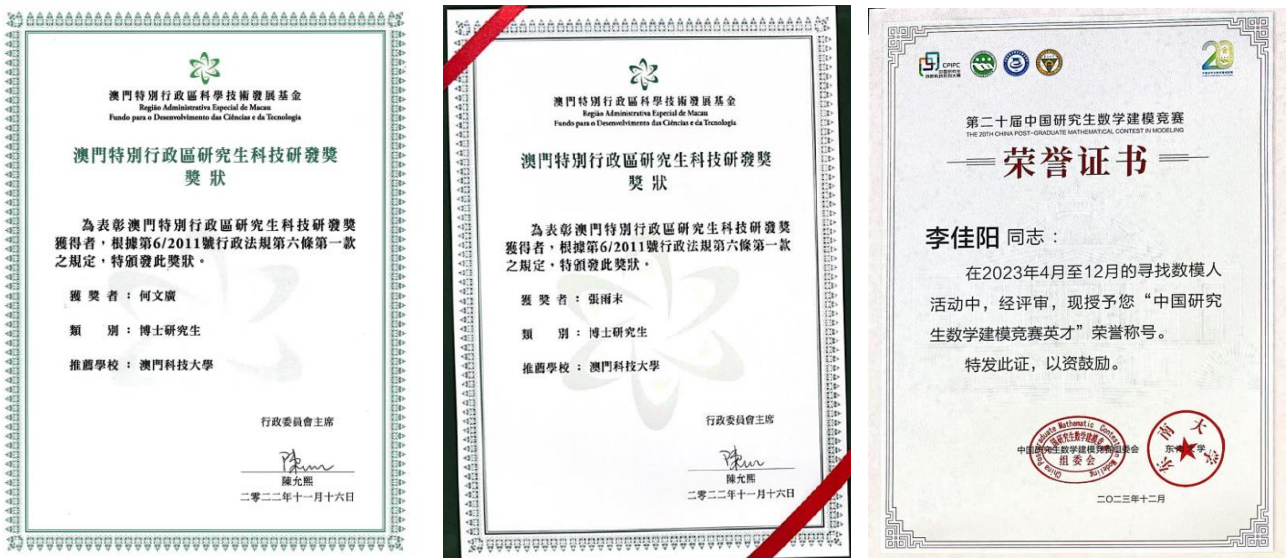 澳門特別行政區科學技術發展基金
Região Administrativa Especial de Macau
Fundo para o Desenvolvimento das Ciências e da Tecnologia
澳門特別行政區研究生科技研發獎
獎 狀
為表彰澳門特別行政區研究生科技研發獎
獲得者，根據第6/2011號行政法規第六條第一款
之規定，特頒發此獎狀。
獲 獎 者 ： 何文廣
類 別 ： 博士研究生
推薦學校 ： 澳門科技大學
行政委員會主席
陳允熙
二零二二年十一月十六日
澳門特別行政區科學技術發展基金
Região Administrativa Especial de Macau
Fundo para o Desenvolvimento das Ciências e da Tecnologia
澳門特別行政區研究生科技研發獎
獎 狀
為表彰澳門特別行政區研究生科技研發獎
獲得者，根據第6/2011號行政法規第六條第一款
之規定，特頒發此獎狀。
獲 獎 者 ： 張雨末
類 別 ： 博士研究生
推薦學校 ： 澳門科技大學
行政委員會主席
陳允熙
二零二二年十一月十六日
CPIPC
第二十届中国研究生数学建模竞赛
THE 20TH CHINA POST-GRADUATE MATHEMATICAL CONTEST IN MODELING
荣誉证书
李佳阳 同志：
在2023年4月至12月的寻找数模人
活动中，经评审，现授予您“中国研究
生数学建模竞赛英才”荣誉称号。
特发此证，以资鼓励。
中国研究生数学建模竞赛组委会
组委会
东南大学
二〇二三年十二月